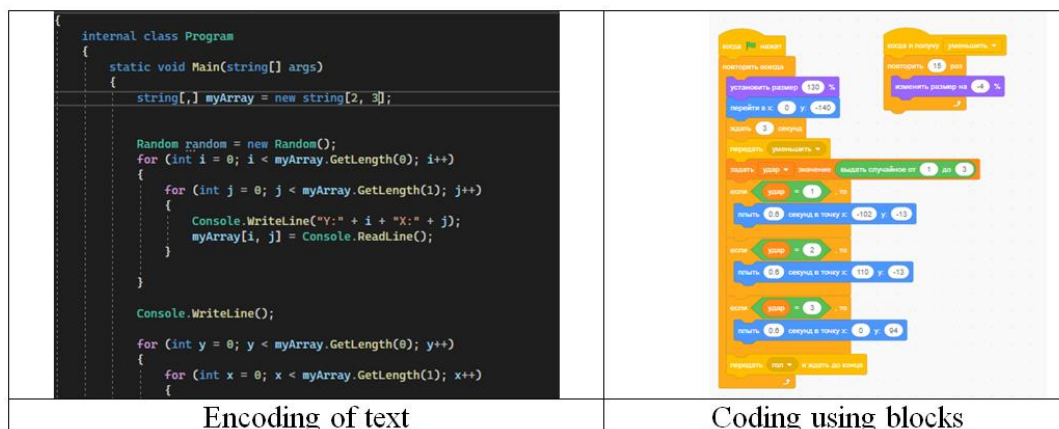 {
internal class Program
{
static void Main(string[] args)
{
string[,] myArray = new string[2, 3];
Random random = new Random();
for (int i = 0; i < myArray.GetLength(0); i++)
{
for (int j = 0; j < myArray.GetLength(1); j++)
{
Console.WriteLine("Y:" + i + "X:" + j);
myArray[i, j] = Console.ReadLine();
}
}
Console.WriteLine();
for (int y = 0; y < myArray.GetLength(0); y++)
{
for (int x = 0; x < myArray.GetLength(1); x++)
{
Encoding of text
когда нажат
повторять всегда
установить размер 130 %
перейти в x: 0 y: -140
ждать 3 секунд
передать уменьшить
задать удар значение выдать случайное от 1 до 3
если удар = 1 , то
плыть 0.6 секунд в точку x: -102 y: -13
если удар = 2 , то
плыть 0.6 секунд в точку x: 110 y: -13
если удар = 3 , то
плыть 0.6 секунд в точку x: 0 y: 94
передать гол и ждать до конца
когда я получу уменьшить
повторить 15 раз
изменить размер на -4 %
Coding using blocks